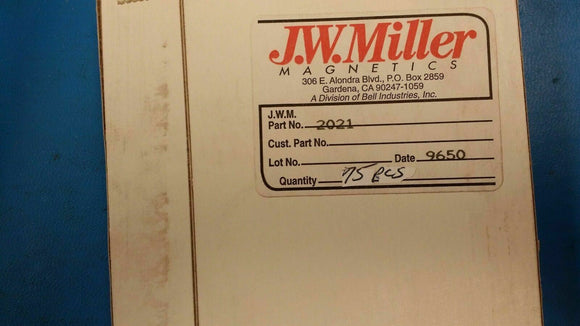 J.W.Miller
MAGNETICS
306 E. Alondra Blvd., P.O. Box 2859
Gardena, CA 90247-1059
A Division of Bell Industries, Inc.
J.W.M.
Part No. 2021
Cust. Part No.
Lot No. Date 9650
Quantity 75 PCS